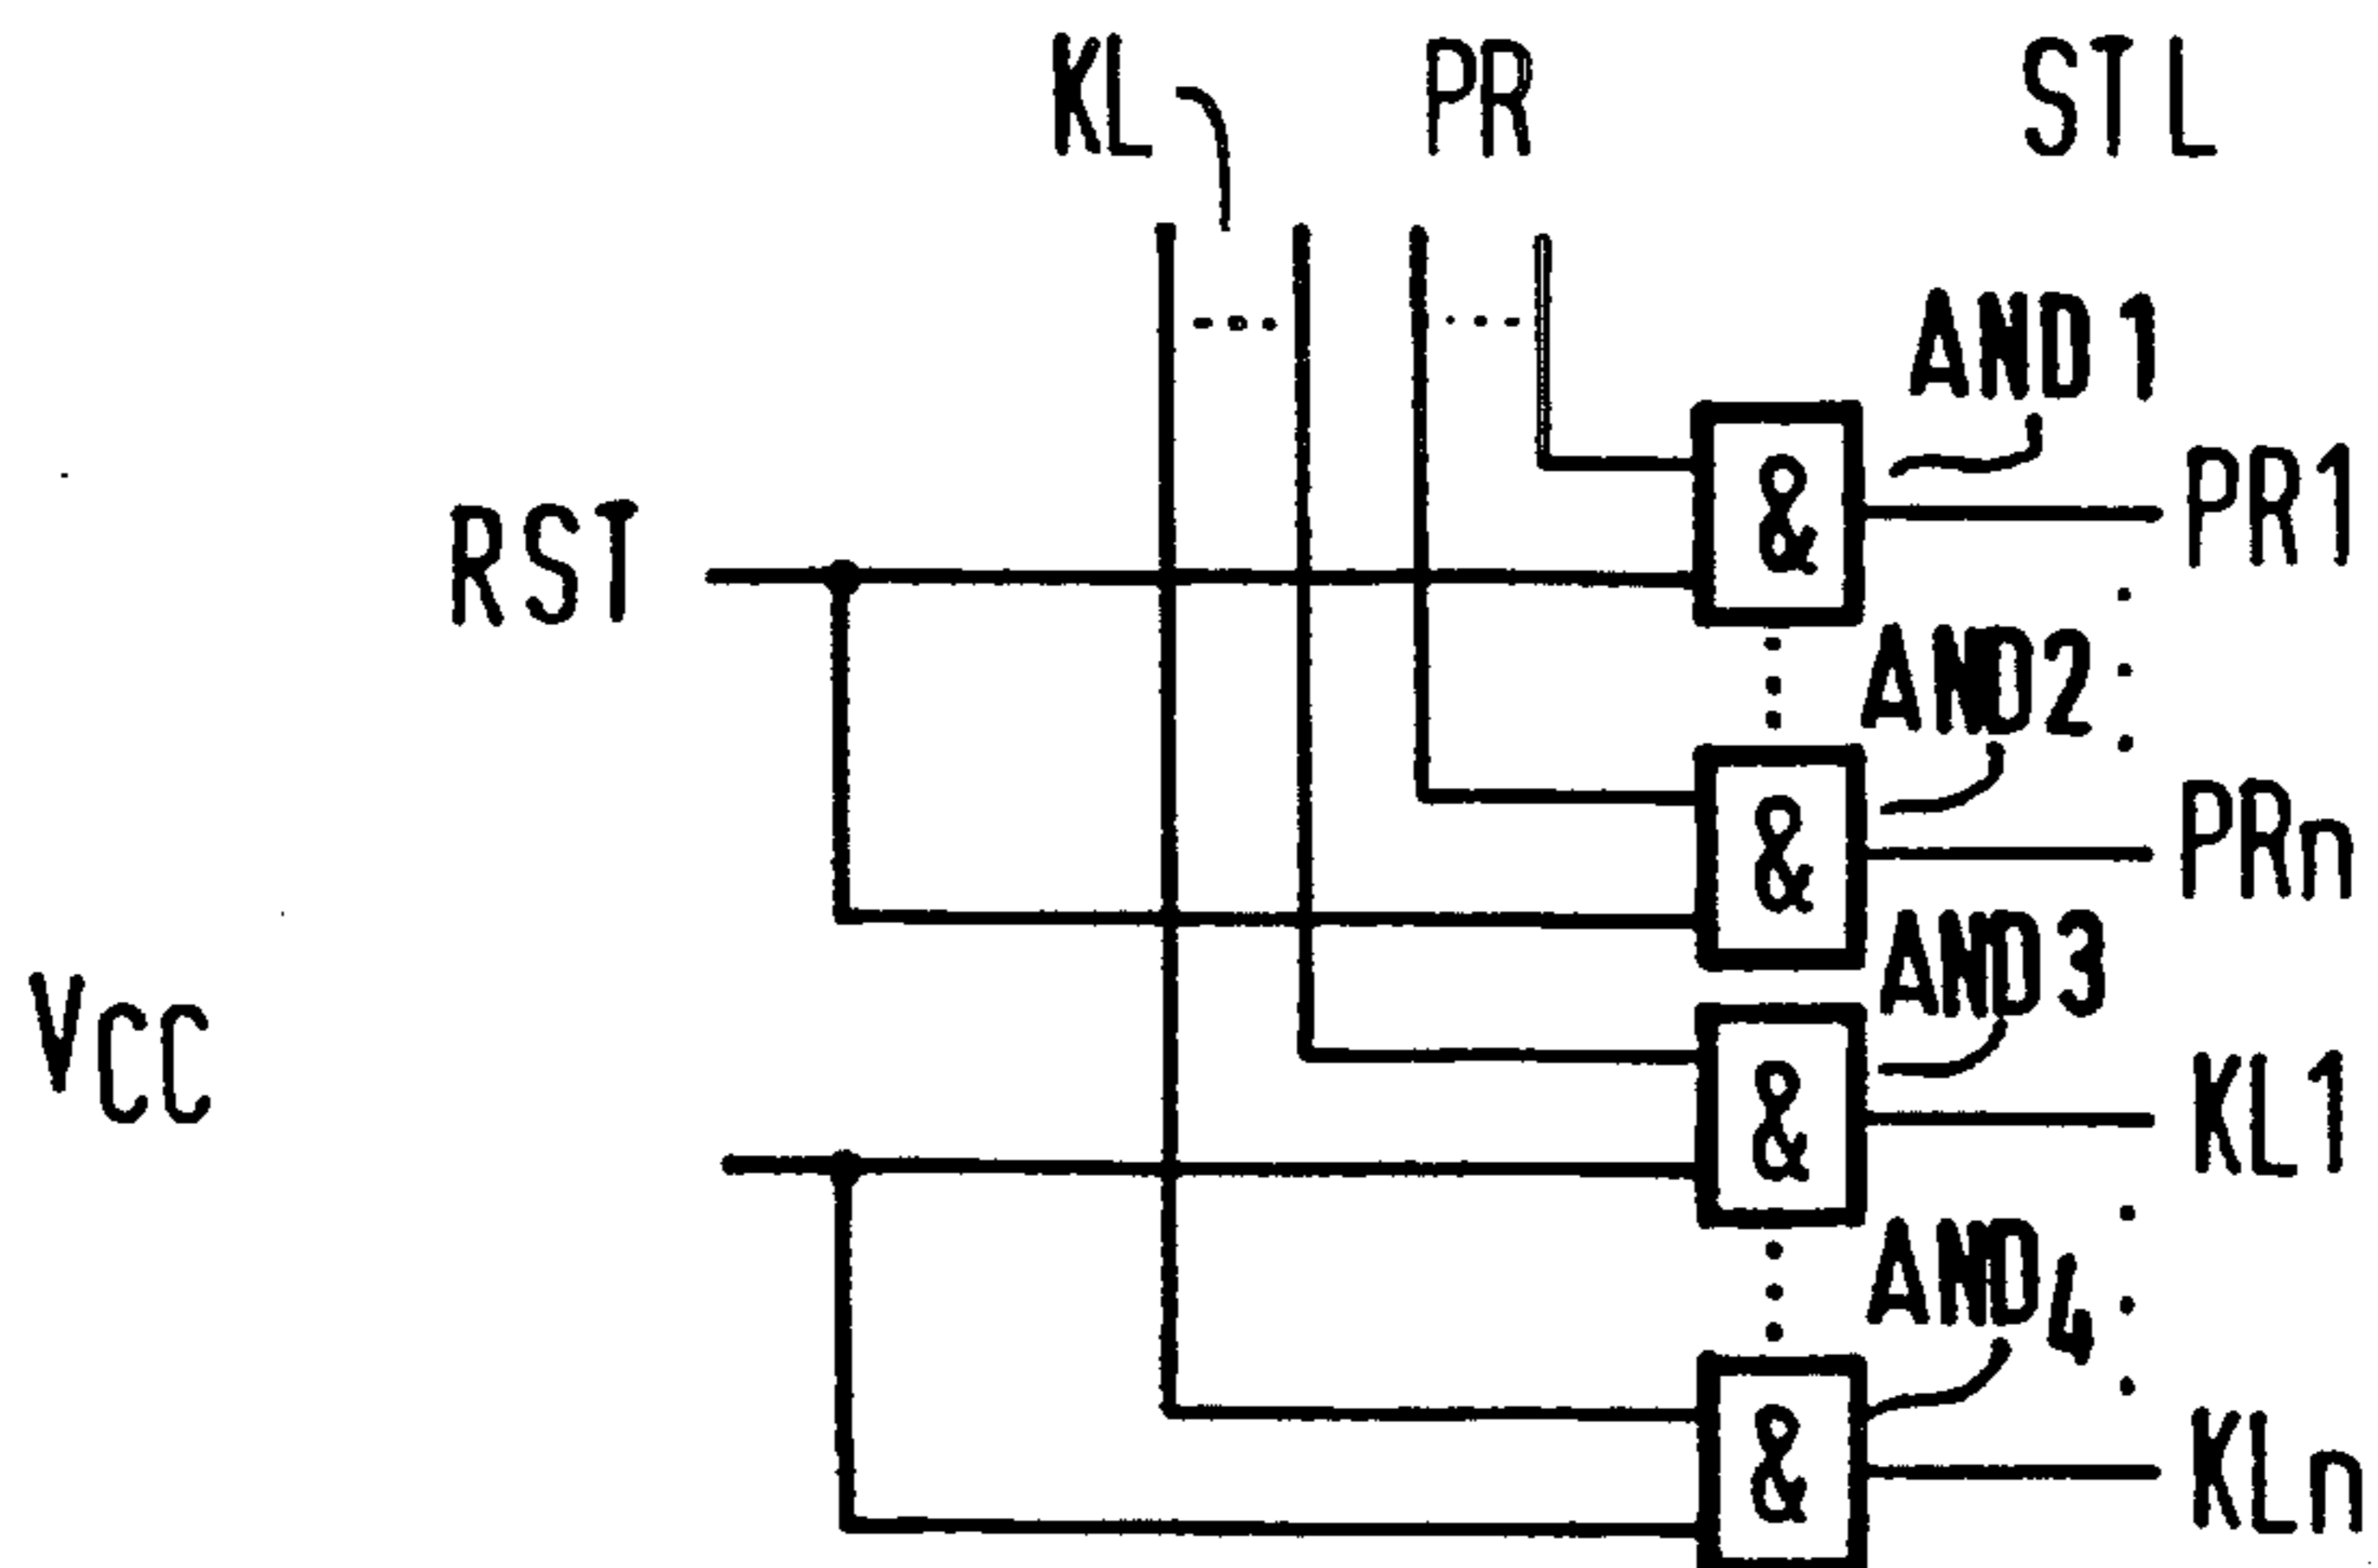 KL PR STL
AND1
PR1
RST
&
AND2
PRn
&
AND3
VCC
KL1
&
AND4
KLn
&